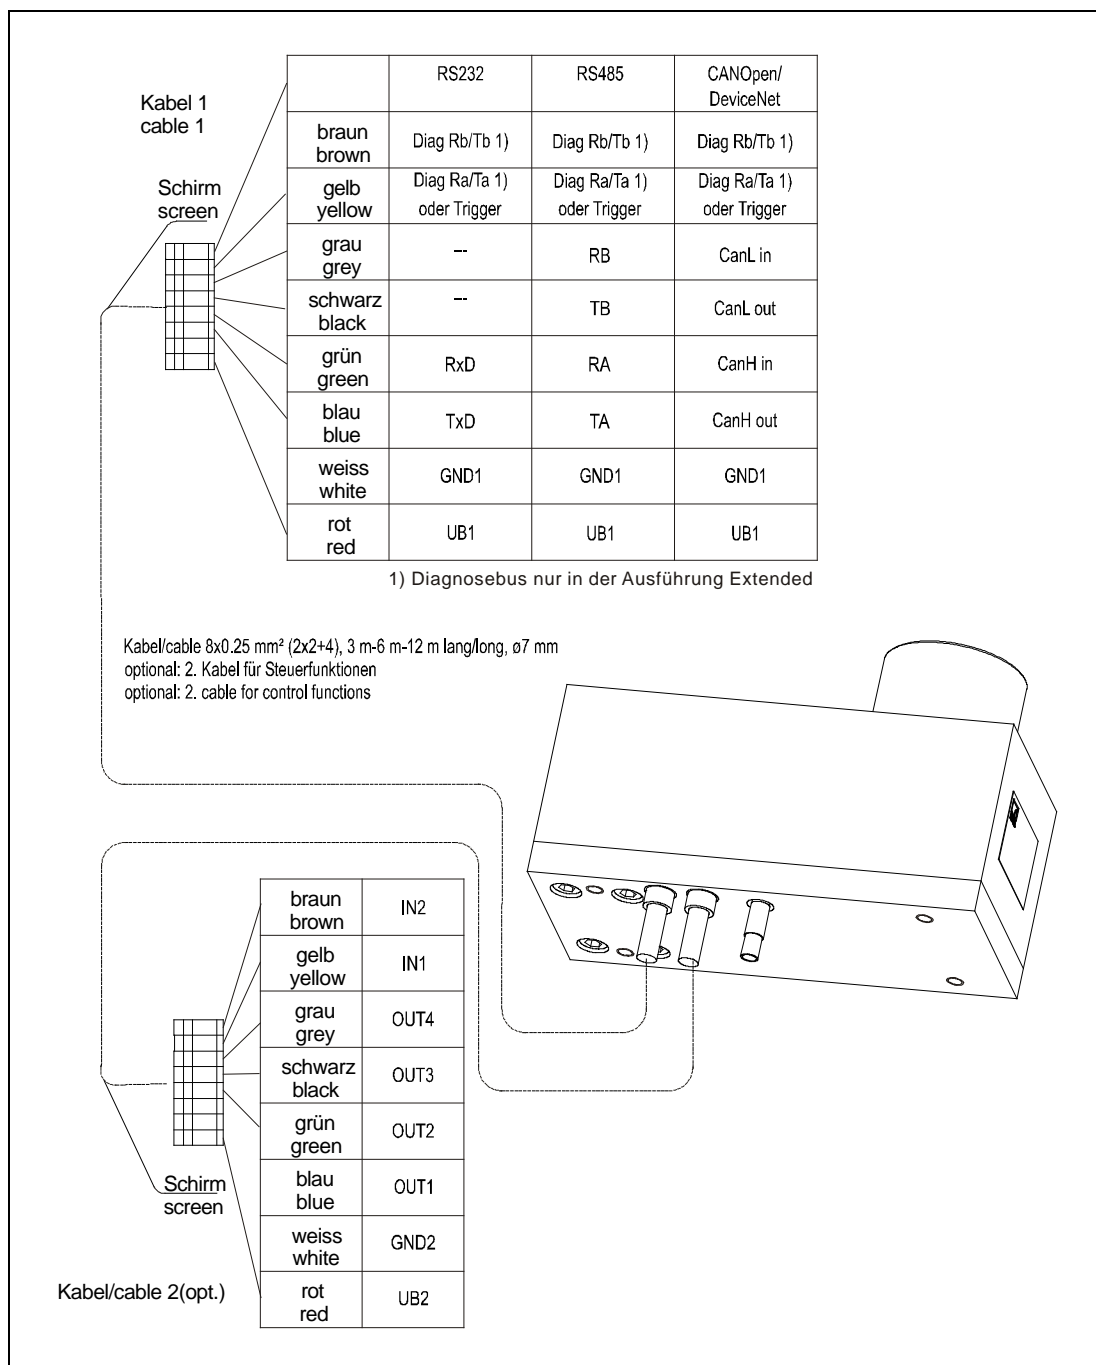 Kabel 1
cable 1
Schirm
screen
RS232 RS485 CANOpen/
DeviceNet
braun
brown
Diag Rb/Tb 1) Diag Rb/Tb 1) Diag Rb/Tb 1)
gelb
yellow
Diag Ra/Ta 1) Diag Ra/Ta 1) Diag Ra/Ta 1)
oder Trigger oder Trigger oder Trigger
grau
grey
--- RB CanL in
schwarz
black
--- TB CanL out
grün
green
RxD RA CanH in
blau
blue
TxD TA CanH out
weiss
white
GND1 GND1 GND1
rot
red
UB1 UB1 UB1
1) Diagnosebus nur in der Ausführung Extended
Kabel/cable 8x0.25 mm² (2x2+4), 3 m-6 m-12 m lang/long, ø7 mm
optional: 2. Kabel für Steuerfunktionen
optional: 2. cable for control functions
braun
brown
IN2
gelb
yellow
IN1
grau
grey
OUT4
schwarz
black
OUT3
grün
green
OUT2
blau
blue
OUT1
weiss
white
GND2
rot
red
UB2
Schirm
screen
Kabel/cable 2(opt.)